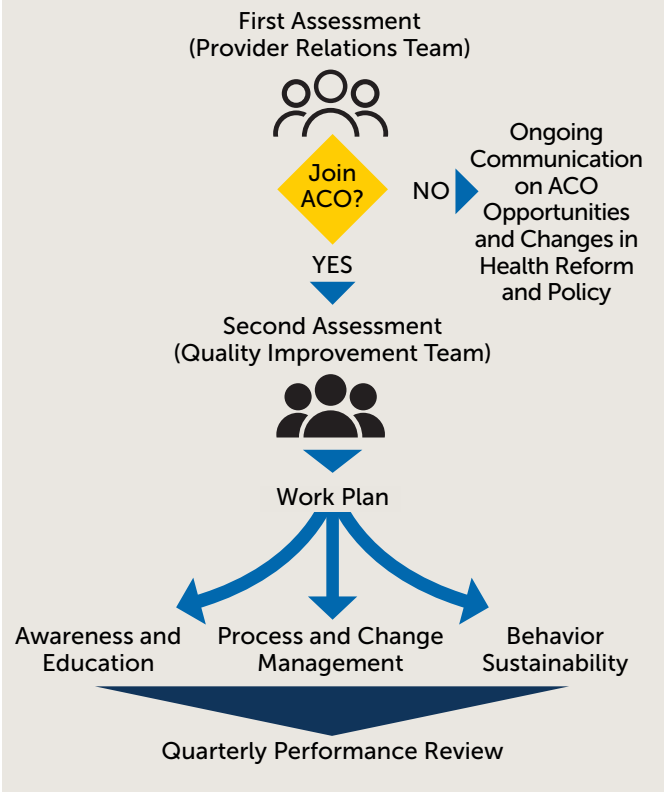 First Assessment
(Provider Relations Team)
Join
ACO?
NO
Ongoing
Communication
on ACO
Opportunities
and Changes in
Health Reform
and Policy
YES
Second Assessment
(Quality Improvement Team)
Work Plan
Awareness and
Education
Process and Change
Management
Behavior
Sustainability
Quarterly Performance Review